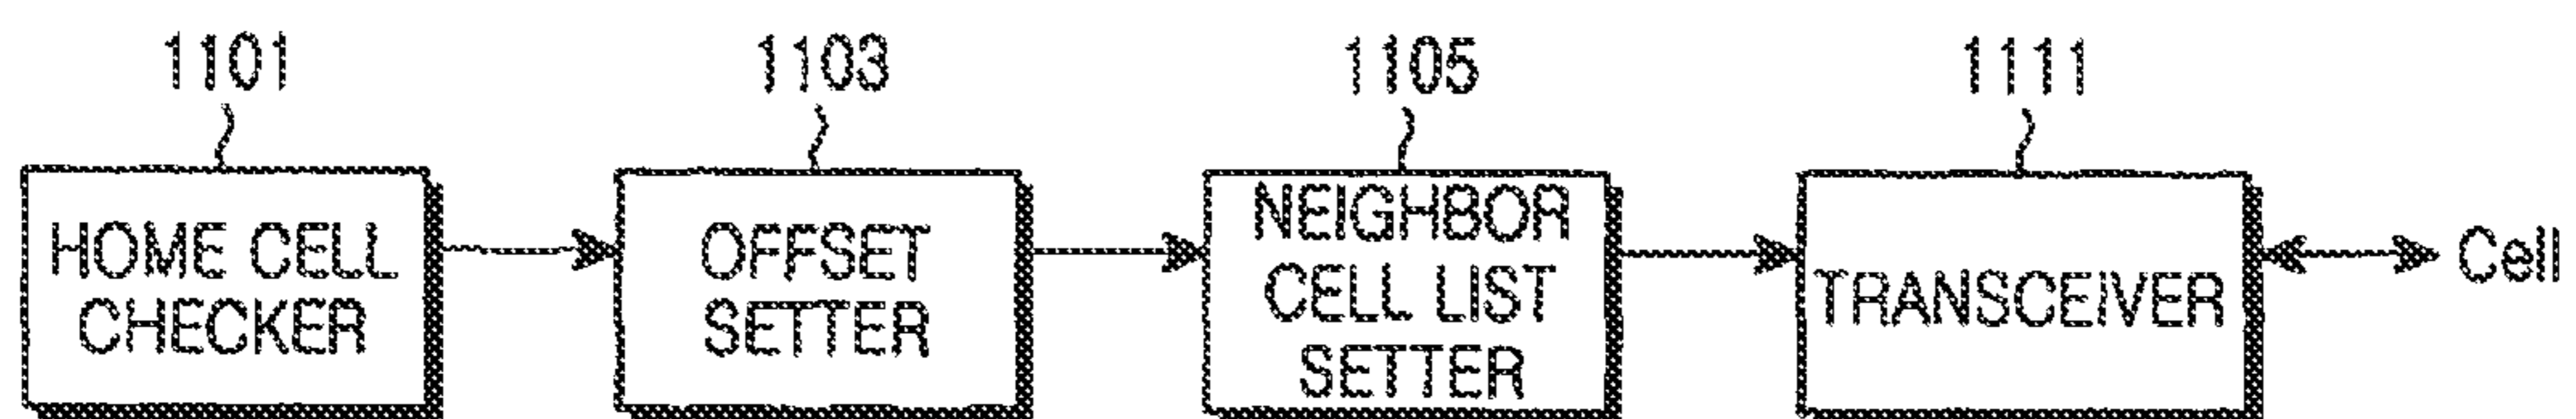 1101
1103
1105
1111
HOME CELL
CHECKER
OFFSET
SETTER
NEIGHBOR
CELL LIST
SETTER
TRANSCEIVER
Cell